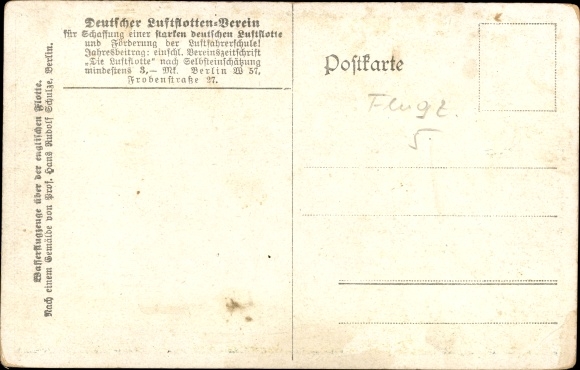 Deutscher Luftflotten-Verein
für Schaffung einer starken deutschen Luftflotte
und Förderung der Luftfahrerschule!
Jahresbeitrag: einschl. Vereinszeitschrift
„Die Luftflotte" nach Selbsteinschätzung
mindestens 3,— Mk. Berlin W 57,
Frobenstraße 27.
Wasserflugzeuge über der englischen Flotte.
Nach einem Gemälde von Prof. Hans Rudolf Schulze, Berlin.
Postkarte
Flugz.
5.